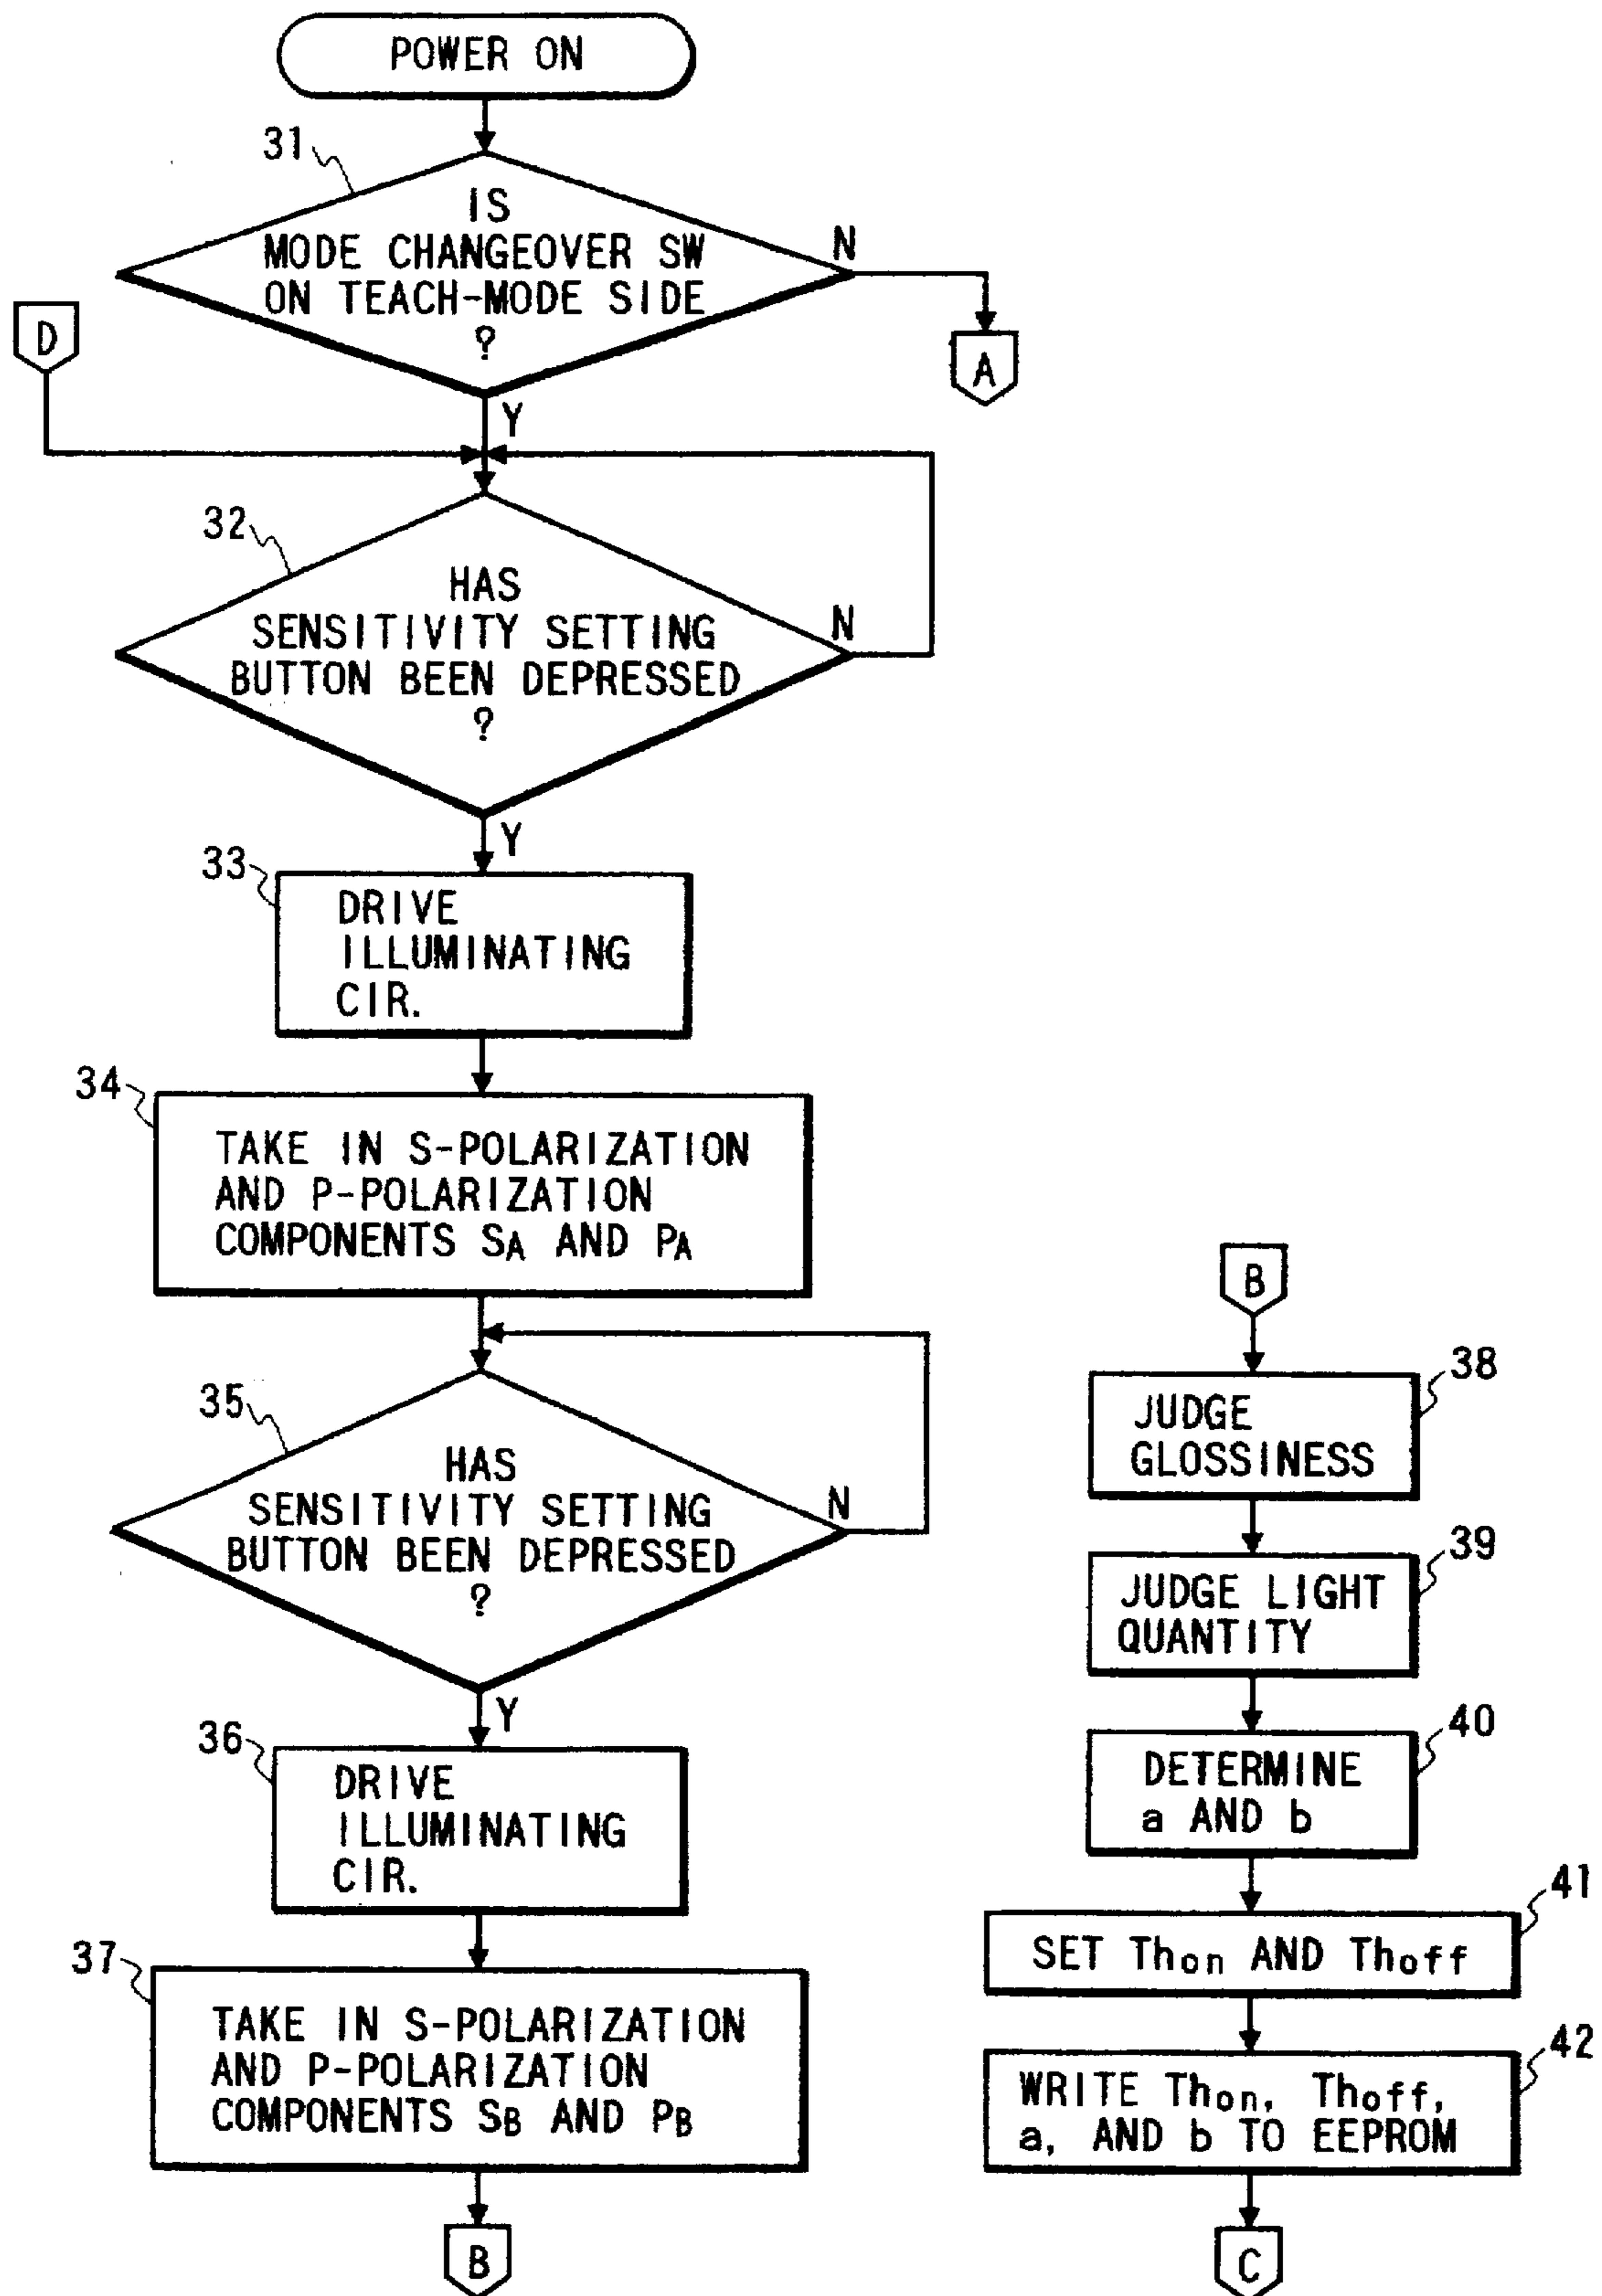 POWER ON
31
IS
MODE CHANGEOVER SW
ON TEACH-MODE SIDE
?
N
D
A
Y
32
HAS
SENSITIVITY SETTING
BUTTON BEEN DEPRESSED
?
N
Y
33
DRIVE
ILLUMINATING
CIR.
34
TAKE IN S-POLARIZATION
AND P-POLARIZATION
COMPONENTS SA AND PA
35
HAS
SENSITIVITY SETTING
BUTTON BEEN DEPRESSED
?
N
Y
36
DRIVE
ILLUMINATING
CIR.
37
TAKE IN S-POLARIZATION
AND P-POLARIZATION
COMPONENTS SB AND PB
B
B
38
JUDGE
GLOSSINESS
39
JUDGE LIGHT
QUANTITY
40
DETERMINE
a AND b
41
SET Thon AND Thoff
42
WRITE Thon, Thoff,
a, AND b TO EEPROM
C